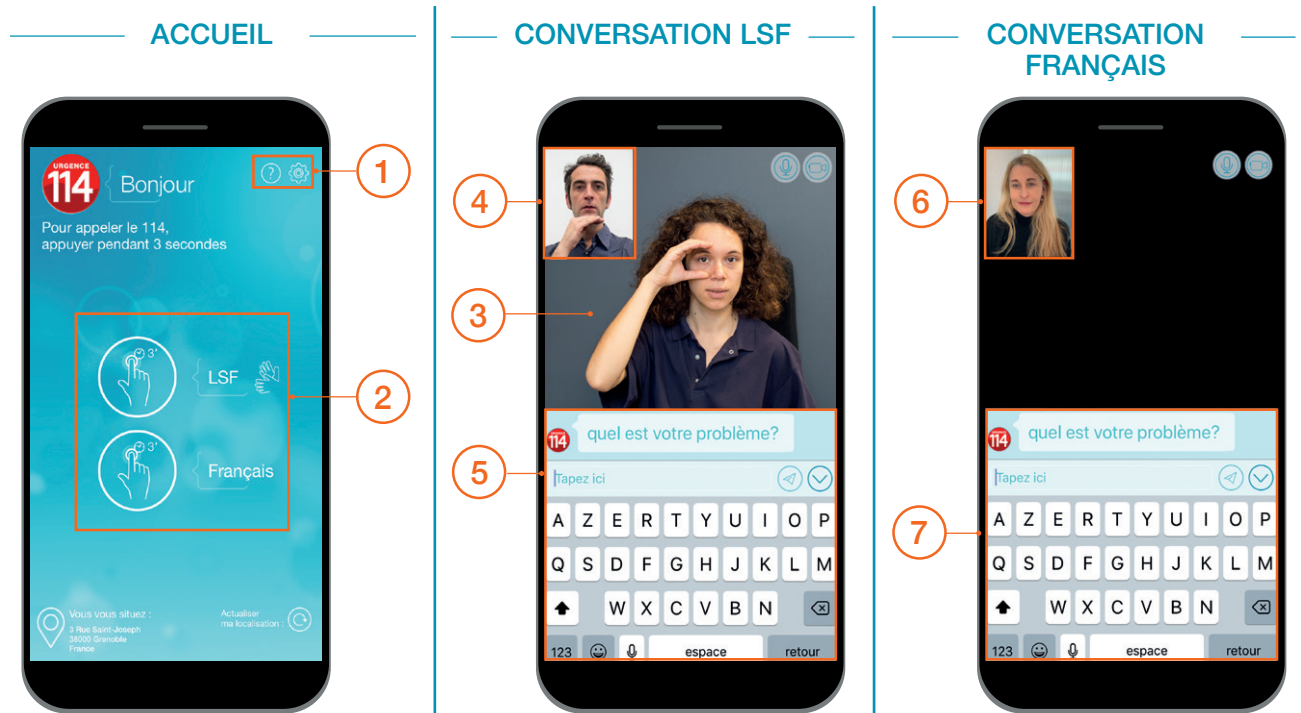 ACCUEIL
URGENCE
114
Bonjour
Pour appeler le 114,
appuyer pendant 3 secondes
?
1
3'
LSF
2
3'
Français
Vous vous situez :
3 Rue Saint-Joseph
38000 Grenoble
France
Actualiser
ma localisation :
CONVERSATION LSF
4
3
5
114
quel est votre problème?
Tapez ici
A Z E R T Y U I O P
Q S D F G H J K L M
W X C V B N
123 espace retour
CONVERSATION
FRANÇAIS
6
114
quel est votre problème?
Tapez ici
7
A Z E R T Y U I O P
Q S D F G H J K L M
W X C V B N
123 espace retour